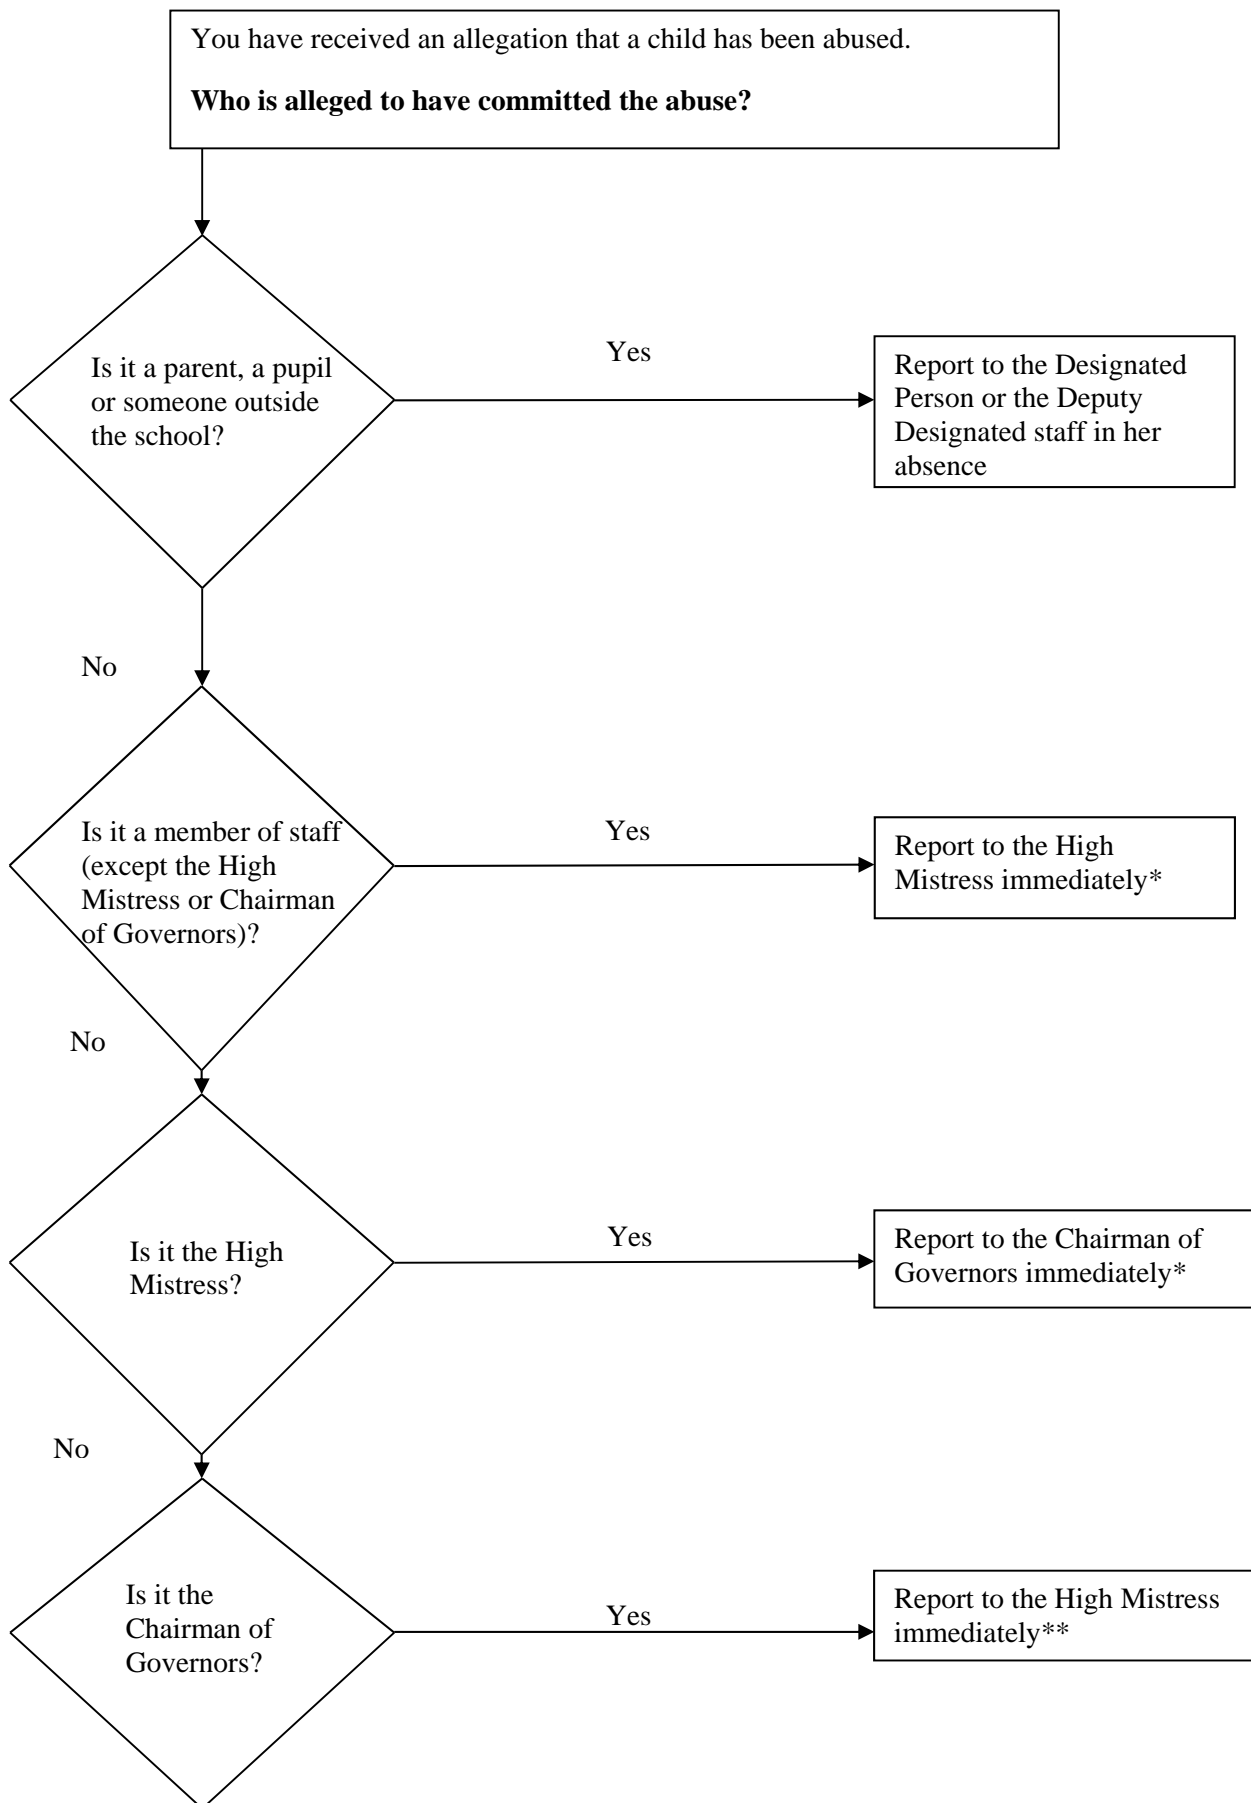 You have received an allegation that a child has been abused.
Who is alleged to have committed the abuse?
Is it a parent, a pupil
or someone outside
the school?
Yes
Report to the Designated
Person or the Deputy
Designated staff in her
absence
No
Is it a member of staff
(except the High
Mistress or Chairman
of Governors)?
Yes
Report to the High
Mistress immediately*
No
Is it the High
Mistress?
Yes
Report to the Chairman of
Governors immediately*
No
Is it the
Chairman of
Governors?
Yes
Report to the High Mistress
immediately**